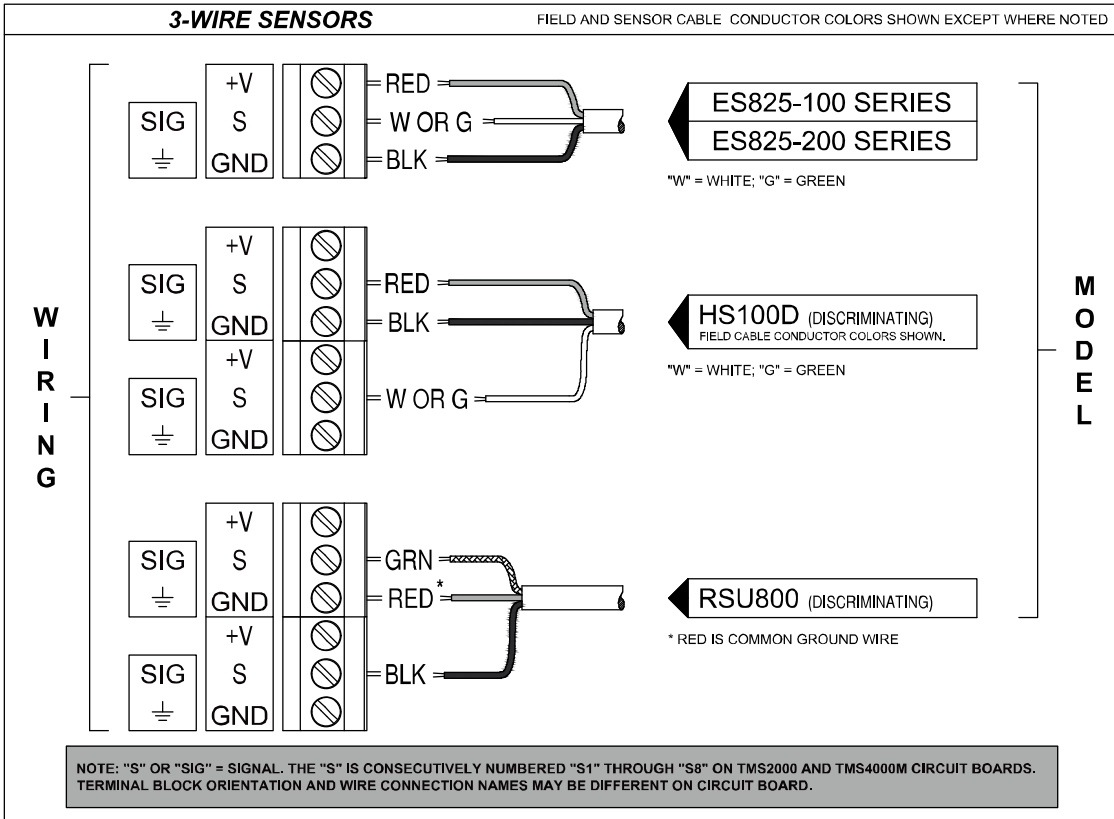 3-WIRE SENSORS
FIELD AND SENSOR CABLE CONDUCTOR COLORS SHOWN EXCEPT WHERE NOTED
WIRING
MODEL
+V
SIG
S
GND
RED
W OR G
BLK
ES825-100 SERIES
ES825-200 SERIES
"W" = WHITE; "G" = GREEN
+V
SIG
S
GND
+V
SIG
S
GND
RED
BLK
W OR G
HS100D (DISCRIMINATING)
FIELD CABLE CONDUCTOR COLORS SHOWN.
"W" = WHITE; "G" = GREEN
+V
SIG
S
GND
+V
SIG
S
GND
GRN
RED*
BLK
RSU800 (DISCRIMINATING)
* RED IS COMMON GROUND WIRE
NOTE: "S" OR "SIG" = SIGNAL. THE "S" IS CONSECUTIVELY NUMBERED "S1" THROUGH "S8" ON TMS2000 AND TMS4000M CIRCUIT BOARDS.
TERMINAL BLOCK ORIENTATION AND WIRE CONNECTION NAMES MAY BE DIFFERENT ON CIRCUIT BOARD.